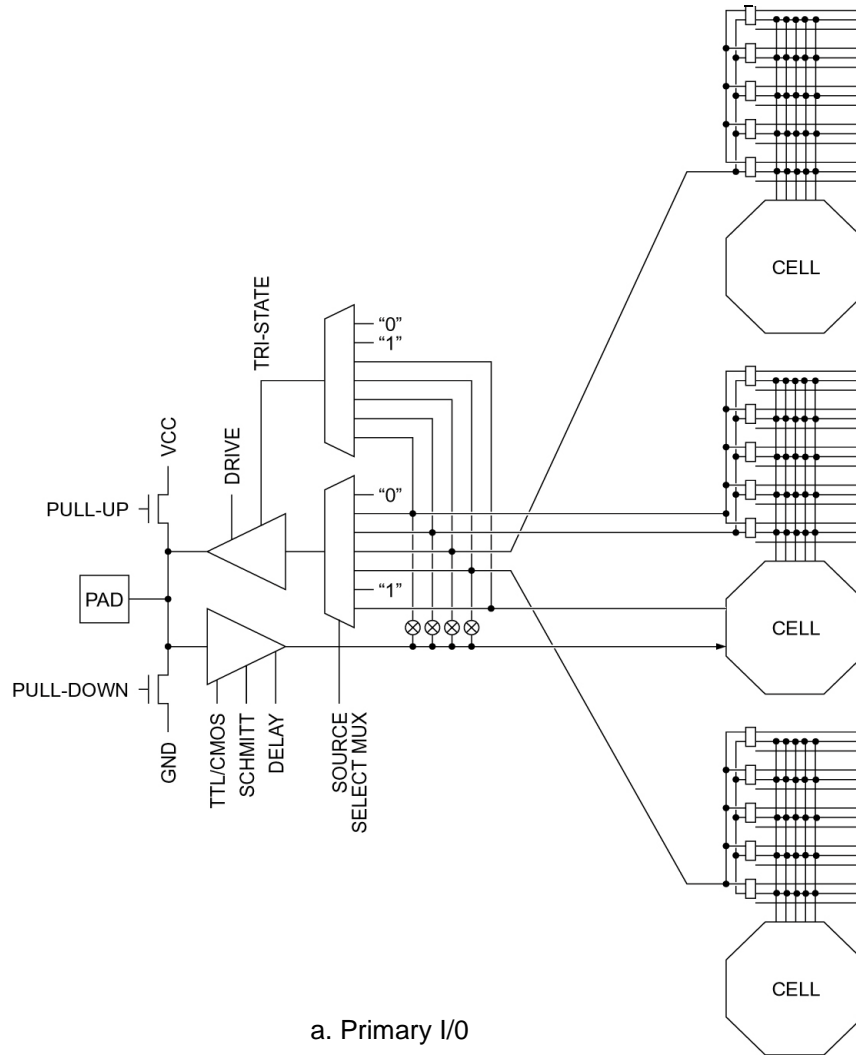 CELL
"0"
"1"
TRI-STATE
VCC
DRIVE
"0"
PULL-UP
"1"
PAD
CELL
PULL-DOWN
GND
TTL/CMOS
SCHMITT
DELAY
SOURCE
SELECT MUX
CELL
a. Primary I/0